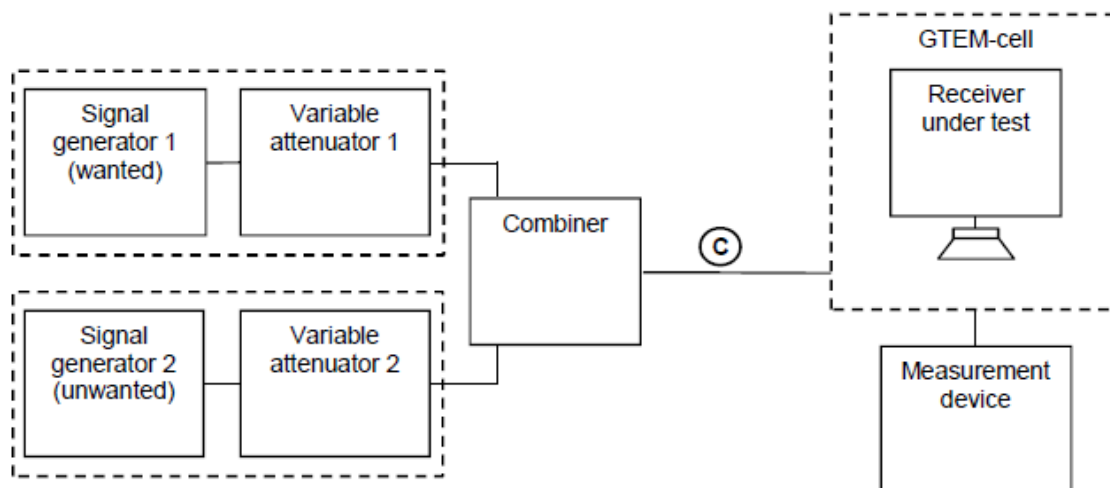 Signal
generator 1
(wanted)
Variable
attenuator 1
Signal
generator 2
(unwanted)
Variable
attenuator 2
Combiner
C
GTEM-cell
Receiver
under test
Measurement
device